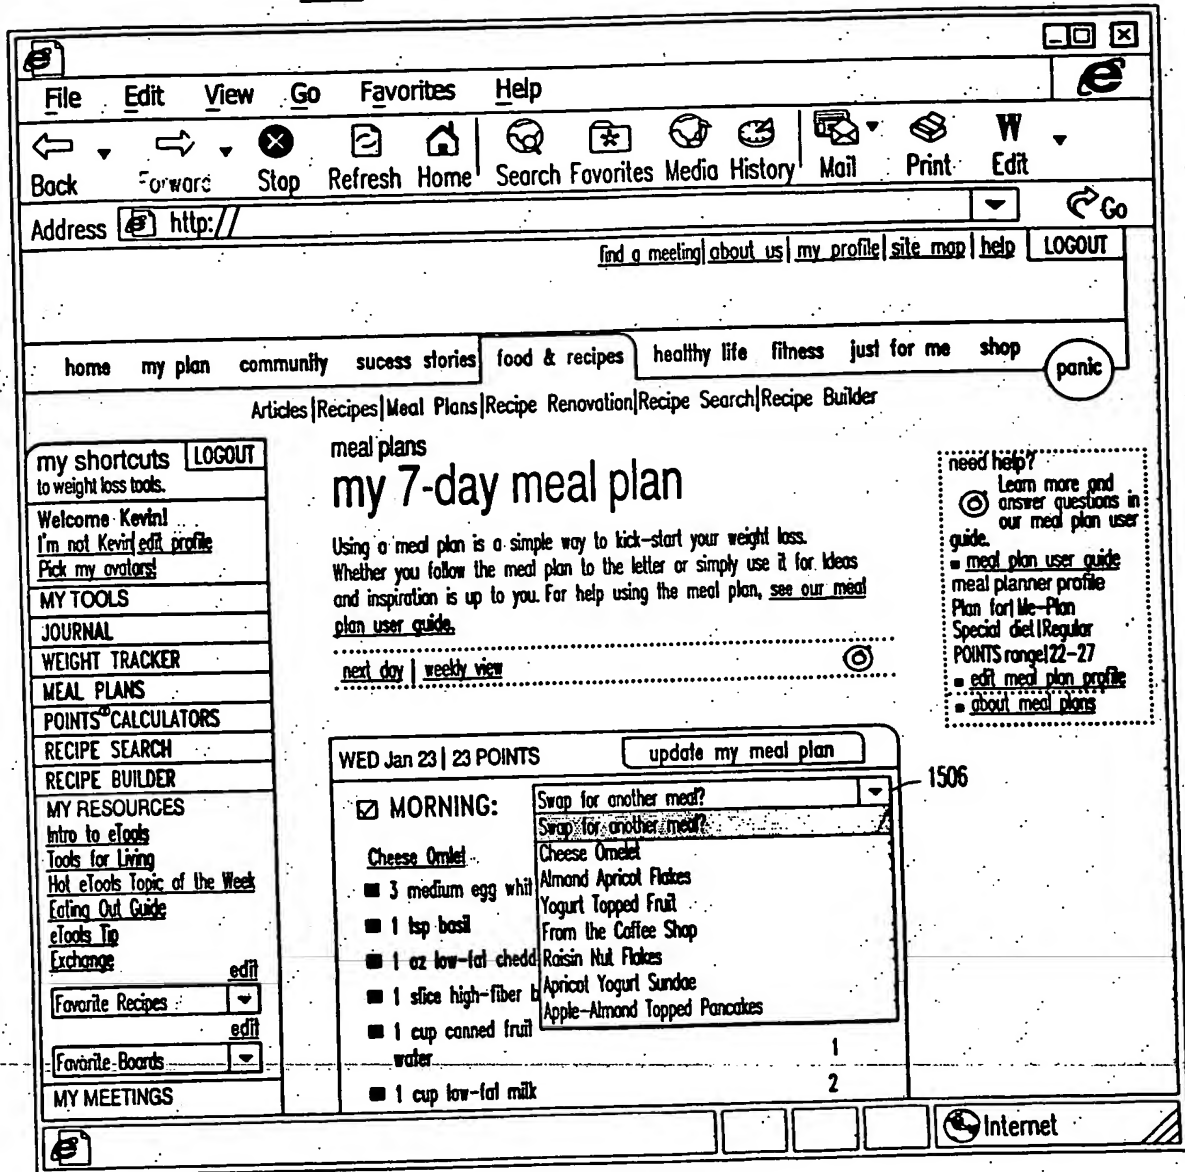 File Edit View Go Favorites Help
Back Forward Stop Refresh Home Search Favorites Media History Mail Print W Edit
Address http:// Go
find a meeting|about us|my profile|site map|help LOGOUT
home my plan community sucess stories food & recipes healthy life fitness just for me shop panic
Articles|Recipes|Meal Plans|Recipe Renovation|Recipe Search|Recipe Builder
my shortcuts LOGOUT
to weight loss tools.
Welcome Kevin!
I'm not Kevin|edit profile
Pick my avatars!
MY TOOLS
JOURNAL
WEIGHT TRACKER
MEAL PLANS
POINTS® CALCULATORS
RECIPE SEARCH
RECIPE BUILDER
MY RESOURCES
Intro to eTools
Tools for Living
Hot eTools Topic of the Week
Eating Out Guide
eTools Tip
Exchange
edit
Favorite Recipes
edit
Favorite Boards
MY MEETINGS
meal plans
my 7-day meal plan
Using a meal plan is a simple way to kick-start your weight loss.
Whether you follow the meal plan to the letter or simply use it for ideas
and inspiration is up to you. For help using the meal plan, see our meal
plan user guide.
next day | weekly view
WED Jan 23 | 23 POINTS update my meal plan
MORNING:
Swap for another meal?
1506
Swap for another meal?
Cheese Omelet
Almond Apricot Flakes
Yogurt Topped Fruit
From the Coffee Shop
Raisin Nut Flakes
Apricot Yogurt Sundae
Apple-Almond Topped Pancakes
Cheese Omlet
3 medium egg whit
1 tsp basil
1 oz low-fat chedd
1 slice high-fiber b
1 cup canned fruit
water 1
1 cup low-fat milk 2
need help?
Learn more and
answer questions in
our meal plan user
guide.
meal plan user guide
meal planner profile
Plan for|Me-Plan
Special diet|Regular
POINTS range|22-27
edit meal plan profile
about meal plans
Internet